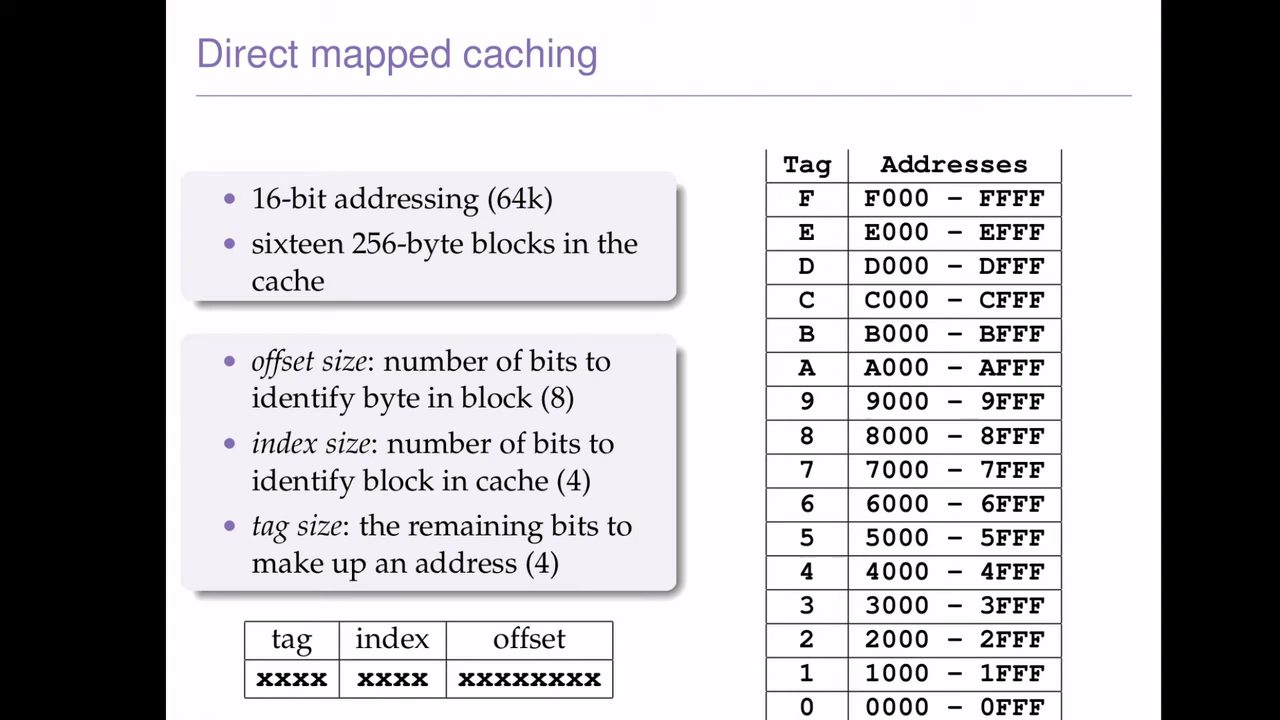 Direct mapped caching
• 16-bit addressing (64k)
• sixteen 256-byte blocks in the
cache
• offset size: number of bits to
identify byte in block (8)
• index size: number of bits to
identify block in cache (4)
• tag size: the remaining bits to
make up an address (4)
tag index offset
xxxx xxxx xxxxxxxx
Tag Addresses
F F000 – FFFF
E E000 – EFFF
D D000 – DFFF
C C000 – CFFF
B B000 – BFFF
A A000 – AFFF
9 9000 – 9FFF
8 8000 – 8FFF
7 7000 – 7FFF
6 6000 – 6FFF
5 5000 – 5FFF
4 4000 – 4FFF
3 3000 – 3FFF
2 2000 – 2FFF
1 1000 – 1FFF
0 0000 – 0FFF